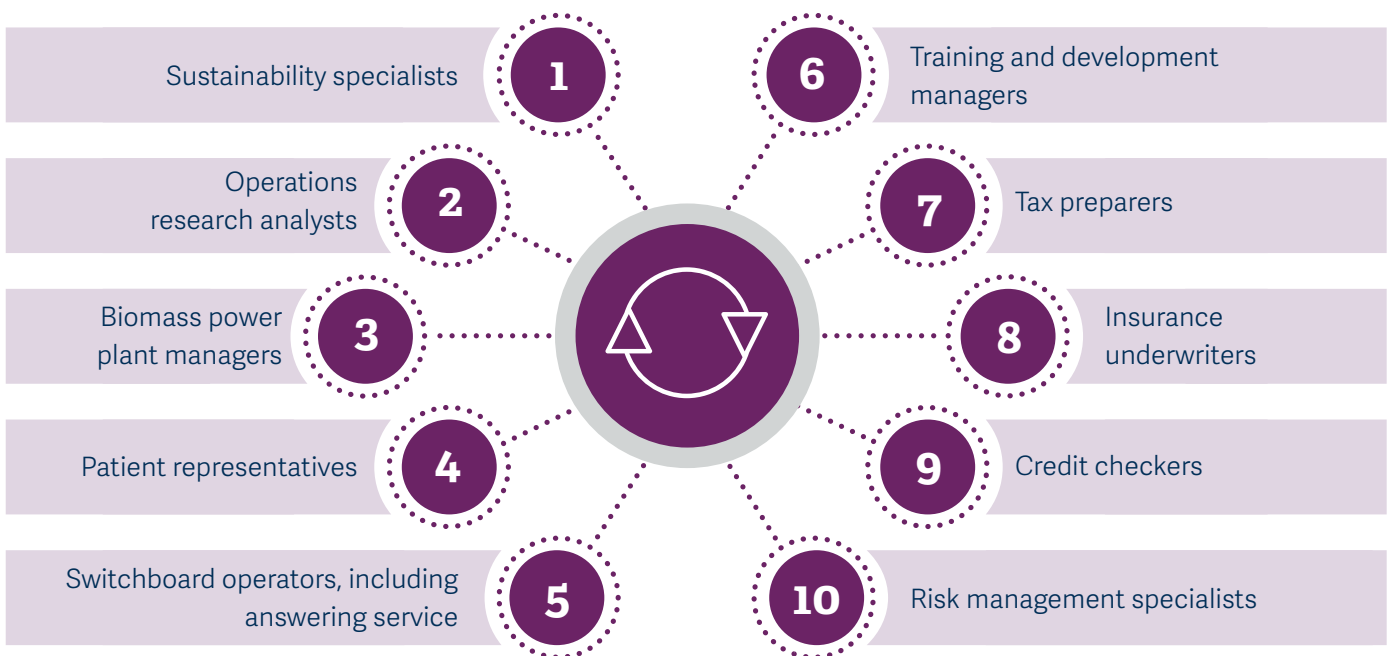 1
Sustainability specialists
2
Operations
research analysts
3
Biomass power
plant managers
4
Patient representatives
5
Switchboard operators, including
answering service
6
Training and development
managers
7
Tax preparers
8
Insurance
underwriters
9
Credit checkers
10
Risk management specialists